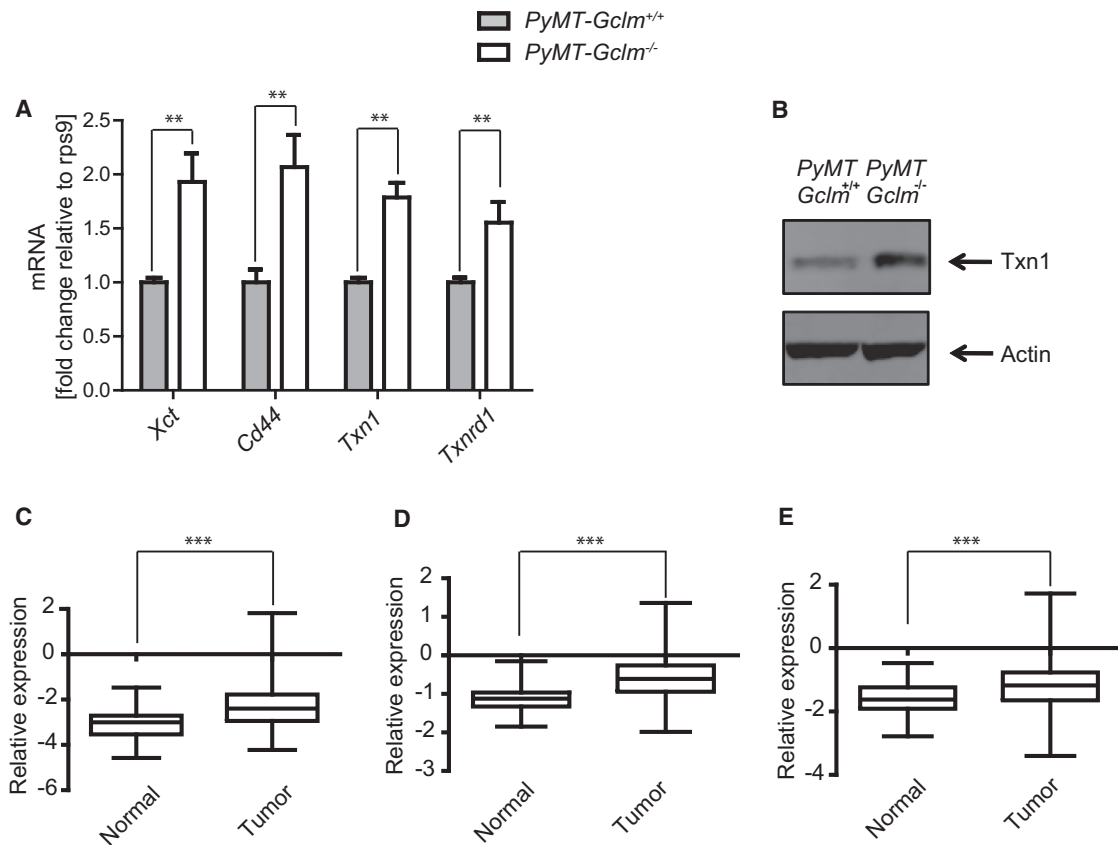 PyMT-Gclm+/+
PyMT-Gclm-/-
A
** ** ** **
mRNA
[fold change relative to rps9]
2.5
2.0
1.5
1.0
0.5
0.0
Xct Cd44 Txn1 Txnrd1
B
PyMT PyMT
Gclm+/+ Gclm-/-
Txn1
Actin
C
***
Relative expression
2
0
-2
-4
-6
Normal Tumor
D
***
Relative expression
2
1
0
-1
-2
-3
Normal Tumor
E
***
Relative expression
2
0
-2
-4
Normal Tumor